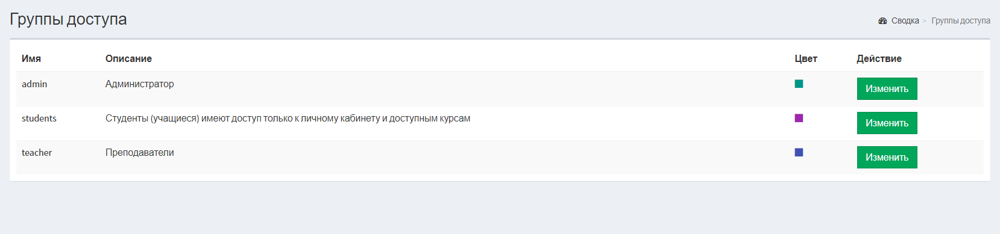 Группы доступа
Сводка > Группы доступа
Имя Описание Цвет Действие
admin Администратор Изменить
students Студенты (учащиеся) имеют доступ только к личному кабинету и доступным курсам Изменить
teacher Преподаватели Изменить